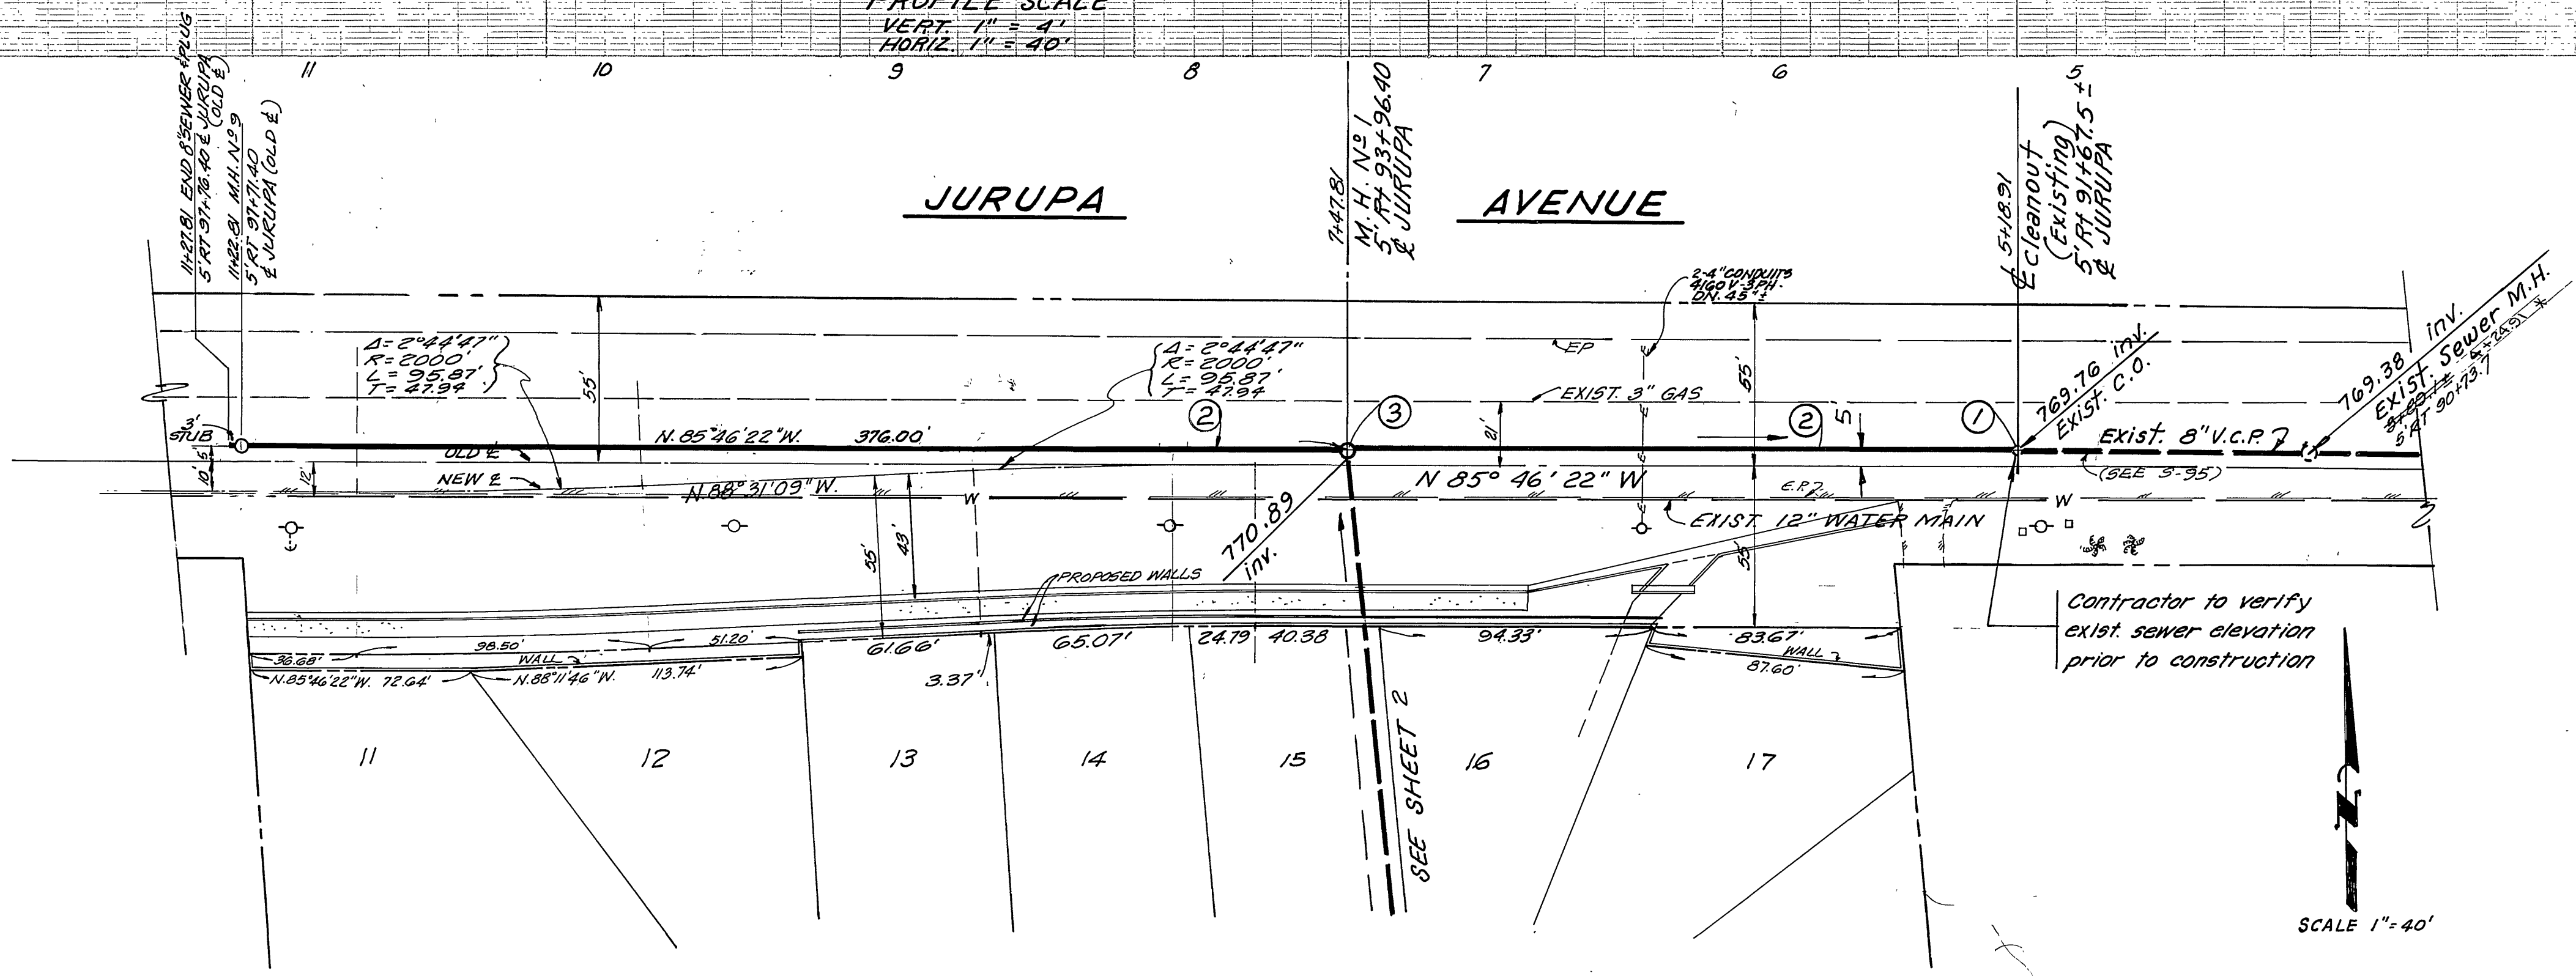 PROFILE SCALE
VERT. 1" = 4'
HORIZ. 1" = 40'
11
10
9
8
7
6
5
11+27.81 END 8" SEWER & PLUG
5' RT 97+76.40 ℄ JURUPA
(OLD ℄)
11+22.81 M.H. Nº 9
5' RT 97+71.40
℄ JURUPA (OLD ℄)
7+47.81
M.H. Nº 1
5' Rt 93+96.40
℄ JURUPA
5+18.91
℄ cleanout
(Existing)
5' Rt 91+67.5 ±
℄ JURUPA
JURUPA AVENUE
2-4" CONDUITS
4160 V-3PH.
DN. 45" ±
Δ= 2°44'47"
R= 2000'
L= 95.87'
T= 47.94
Δ= 2°44'47"
R= 2000'
L= 95.87'
T= 47.94
55'
55'
EP
EXIST. 3" GAS
21'
3'
STUB
N. 85°46'22" W. 376.00'
2
3
2
5
1
769.76 inv.
Exist. C.O.
Exist. 8" V.C.P.
769.38 inv.
Exist. Sewer M.H.
4+24.91 *
5' RT 90+73.7
(SEE S-95)
5'
10'
12'
OLD ℄
NEW ℄
N. 88°31'09" W.
W
N 85° 46' 22" W
E.P.
W
EXIST. 12" WATER MAIN
770.89
inv.
55'
43'
55'
PROPOSED WALLS
Contractor to verify
exist. sewer elevation
prior to construction
36.68'
98.50'
51.20'
61.66'
65.07'
24.79
40.38
94.33'
83.67'
WALL
WALL
87.60'
N. 85°46'22" W. 72.64'
N. 88°11'46" W. 113.74'
3.37'
11
12
13
14
15
16
17
SEE SHEET 2
N
SCALE 1"=40'